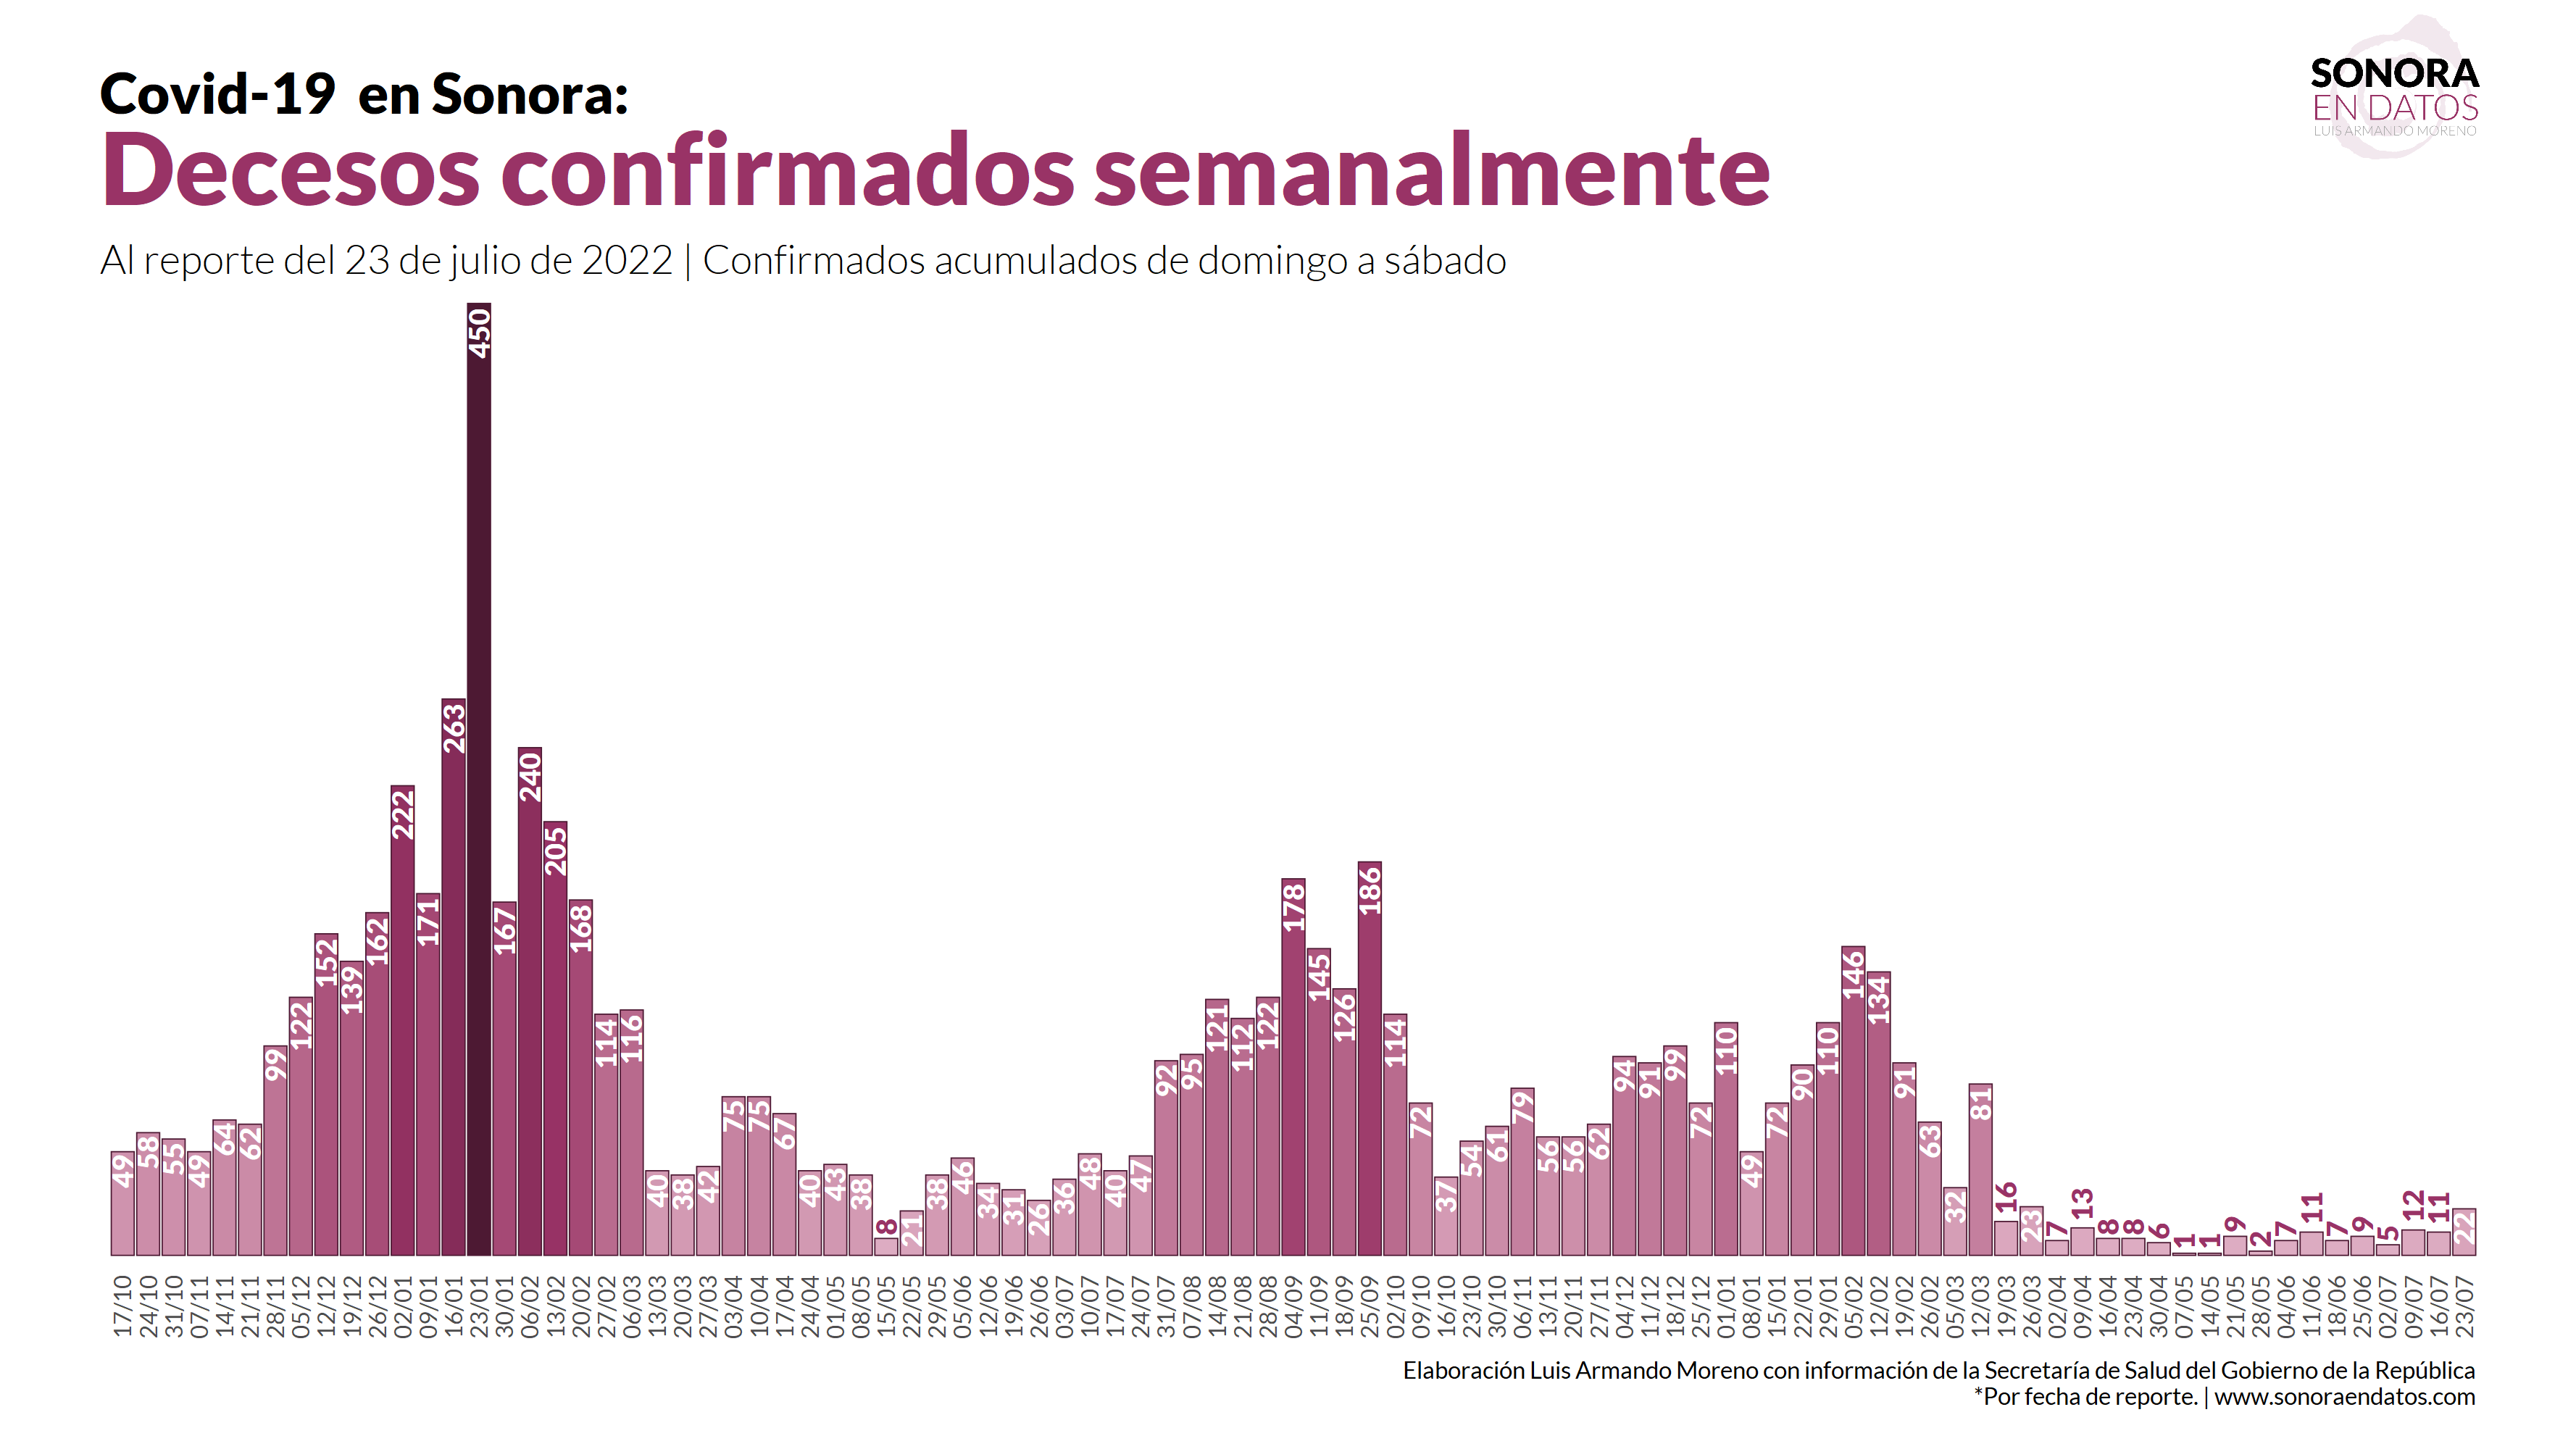 Covid-19 en Sonora:
Decesos confirmados semanalmente
Al reporte del 23 de julio de 2022 | Confirmados acumulados de domingo a sábado
SONORA
EN DATOS
LUIS ARMANDO MORENO
49 58 55 49 64 62 99 122 152 139 162 222 171 263 450 167 240 205 168 114 116 40 38 42 75 75 67 40 43 38 8 21 38 46 34 31 26 36 48 40 47 92 95 121 112 122 178 145 126 186 114 72 37 54 61 79 56 56 62 94 91 99 72 110 49 72 90 110 146 134 91 63 32 81 16 23 7 13 8 8 6 1 1 9 2 7 11 7 9 5 12 11 22
17/10 24/10 31/10 07/11 14/11 21/11 28/11 05/12 12/12 19/12 26/12 02/01 09/01 16/01 23/01 30/01 06/02 13/02 20/02 27/02 06/03 13/03 20/03 27/03 03/04 10/04 17/04 24/04 01/05 08/05 15/05 22/05 29/05 05/06 12/06 19/06 26/06 03/07 10/07 17/07 24/07 31/07 07/08 14/08 21/08 28/08 04/09 11/09 18/09 25/09 02/10 09/10 16/10 23/10 30/10 06/11 13/11 20/11 27/11 04/12 11/12 18/12 25/12 01/01 08/01 15/01 22/01 29/01 05/02 12/02 19/02 26/02 05/03 12/03 19/03 26/03 02/04 09/04 16/04 23/04 30/04 07/05 14/05 21/05 28/05 04/06 11/06 18/06 25/06 02/07 09/07 16/07 23/07
Elaboración Luis Armando Moreno con información de la Secretaría de Salud del Gobierno de la República
*Por fecha de reporte. | www.sonoraendatos.com